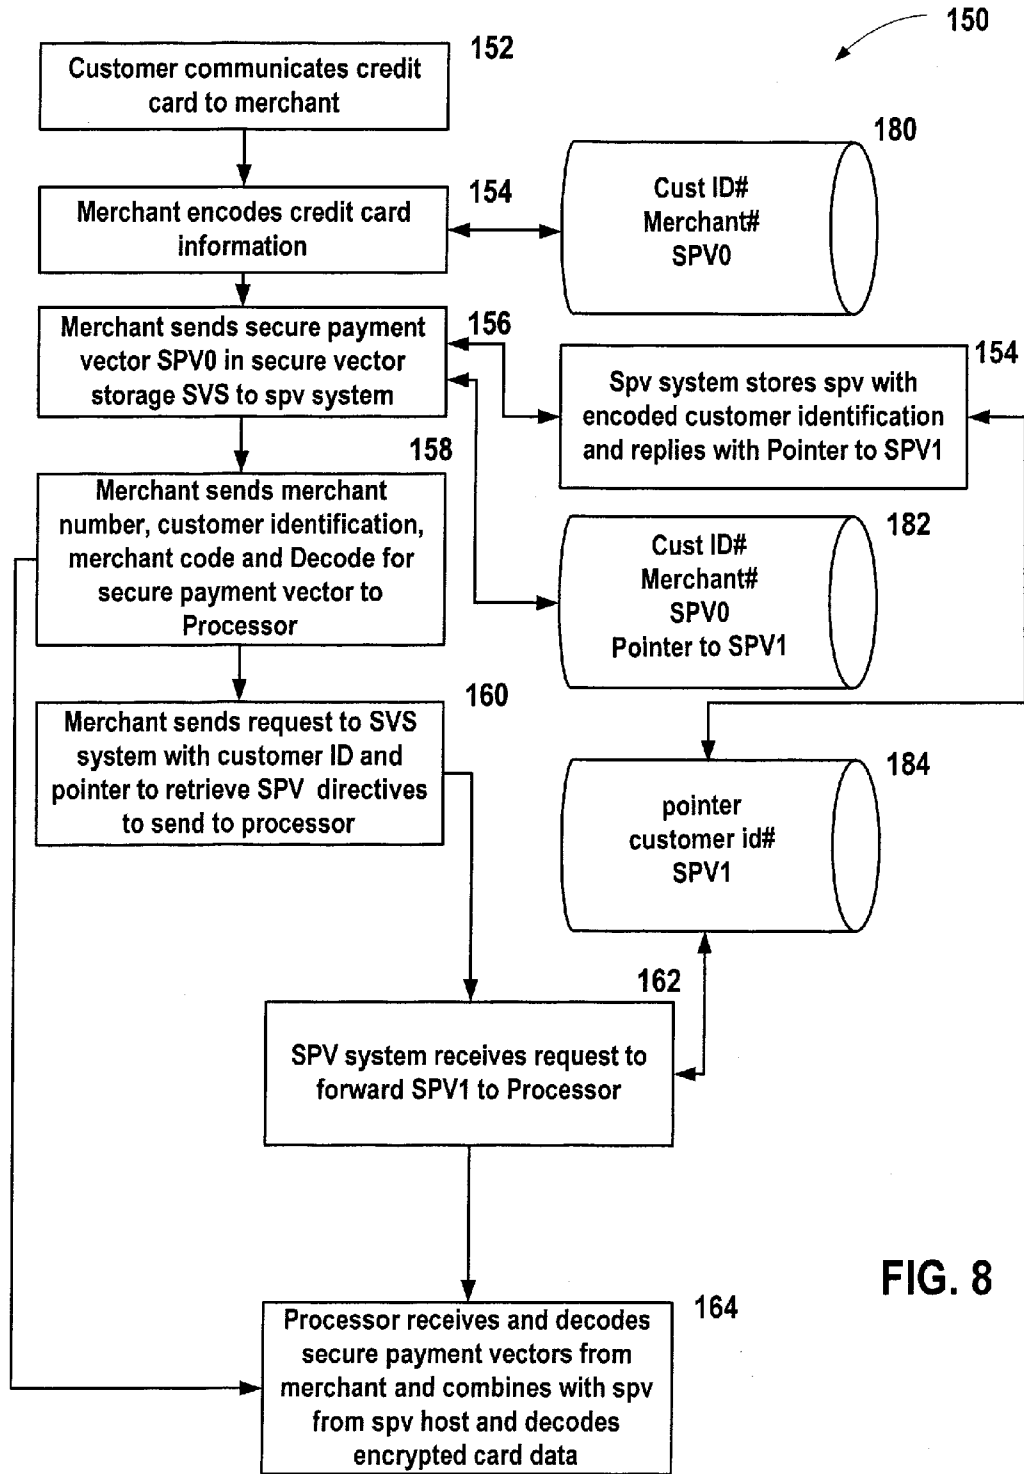 150
152
Customer communicates credit
card to merchant
154
Merchant encodes credit card
information
180
Cust ID#
Merchant#
SPV0
156
Merchant sends secure payment
vector SPV0 in secure vector
storage SVS to spv system
154
Spv system stores spv with
encoded customer identification
and replies with Pointer to SPV1
158
Merchant sends merchant
number, customer identification,
merchant code and Decode for
secure payment vector to
Processor
182
Cust ID#
Merchant#
SPV0
Pointer to SPV1
160
Merchant sends request to SVS
system with customer ID and
pointer to retrieve SPV directives
to send to processor
184
pointer
customer id#
SPV1
162
SPV system receives request to
forward SPV1 to Processor
164
Processor receives and decodes
secure payment vectors from
merchant and combines with spv
from spv host and decodes
encrypted card data
FIG. 8